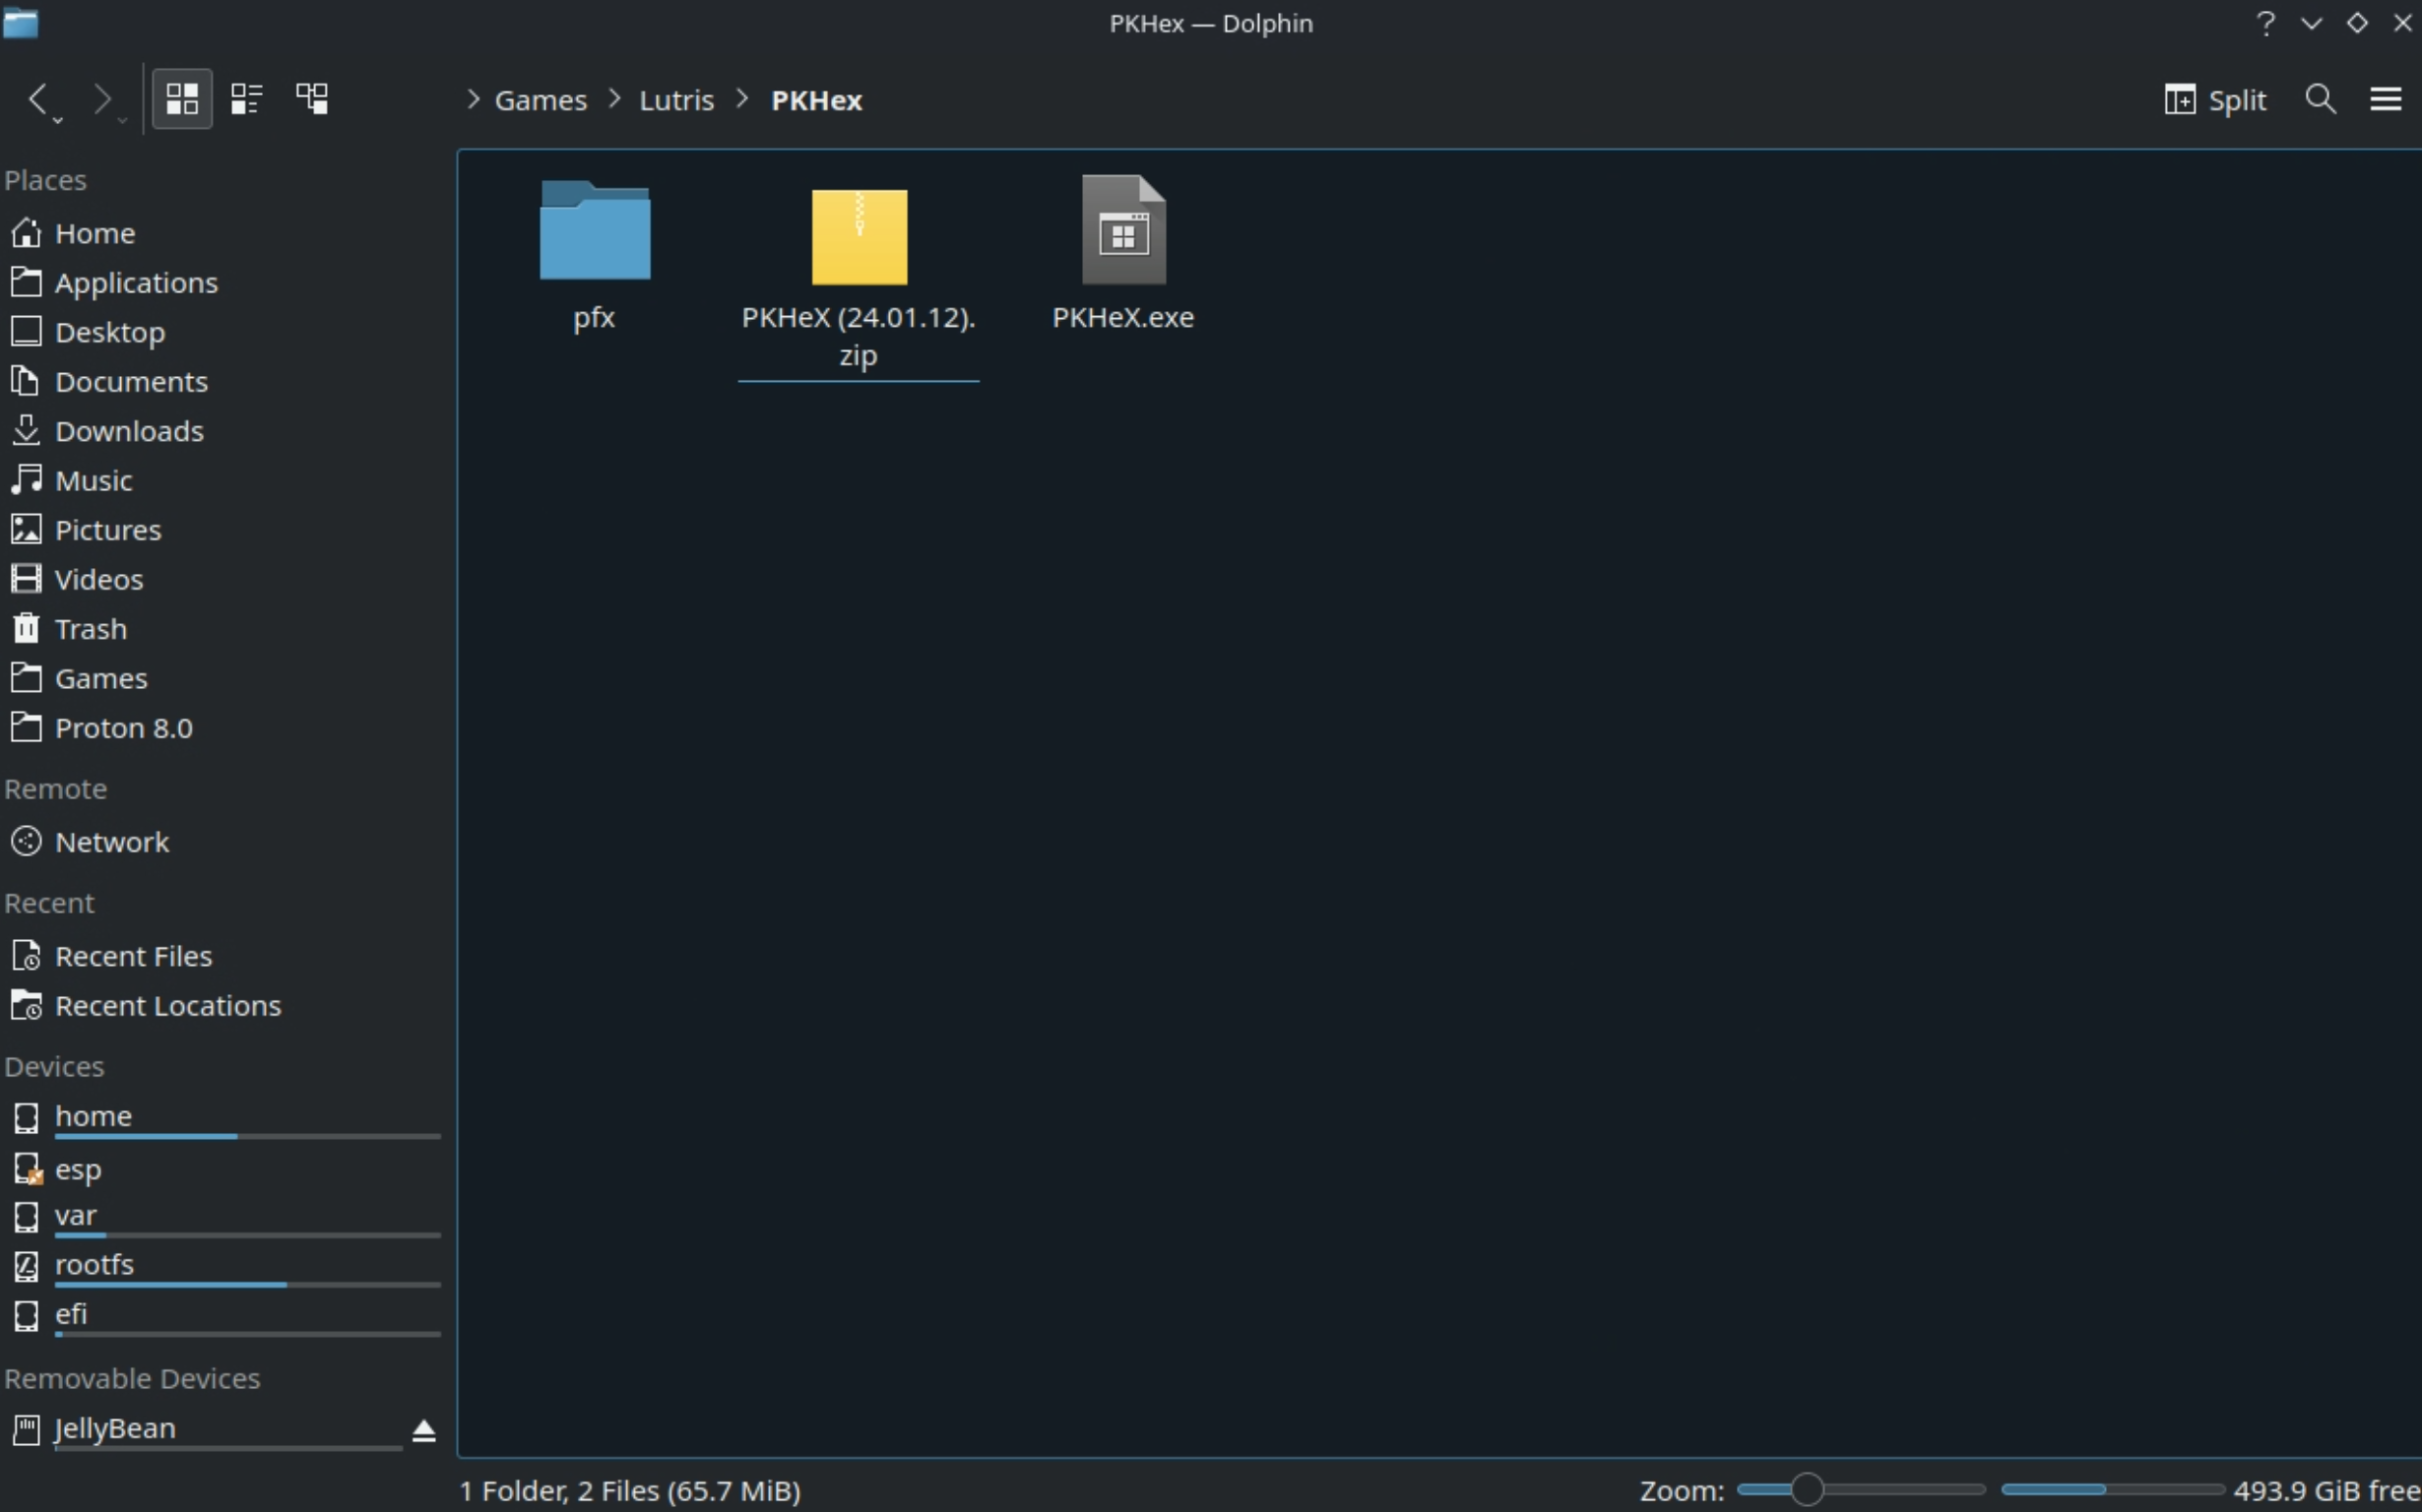 PKHex — Dolphin
Games
Lutris
PKHex
Split
Places
Home
Applications
Desktop
Documents
Downloads
Music
Pictures
Videos
Trash
Games
Proton 8.0
Remote
Network
Recent
Recent Files
Recent Locations
Devices
home
esp
var
rootfs
efi
Removable Devices
JellyBean
pfx
PKHeX (24.01.12).
zip
PKHeX.exe
1 Folder, 2 Files (65.7 MiB)
Zoom:
493.9 GiB free